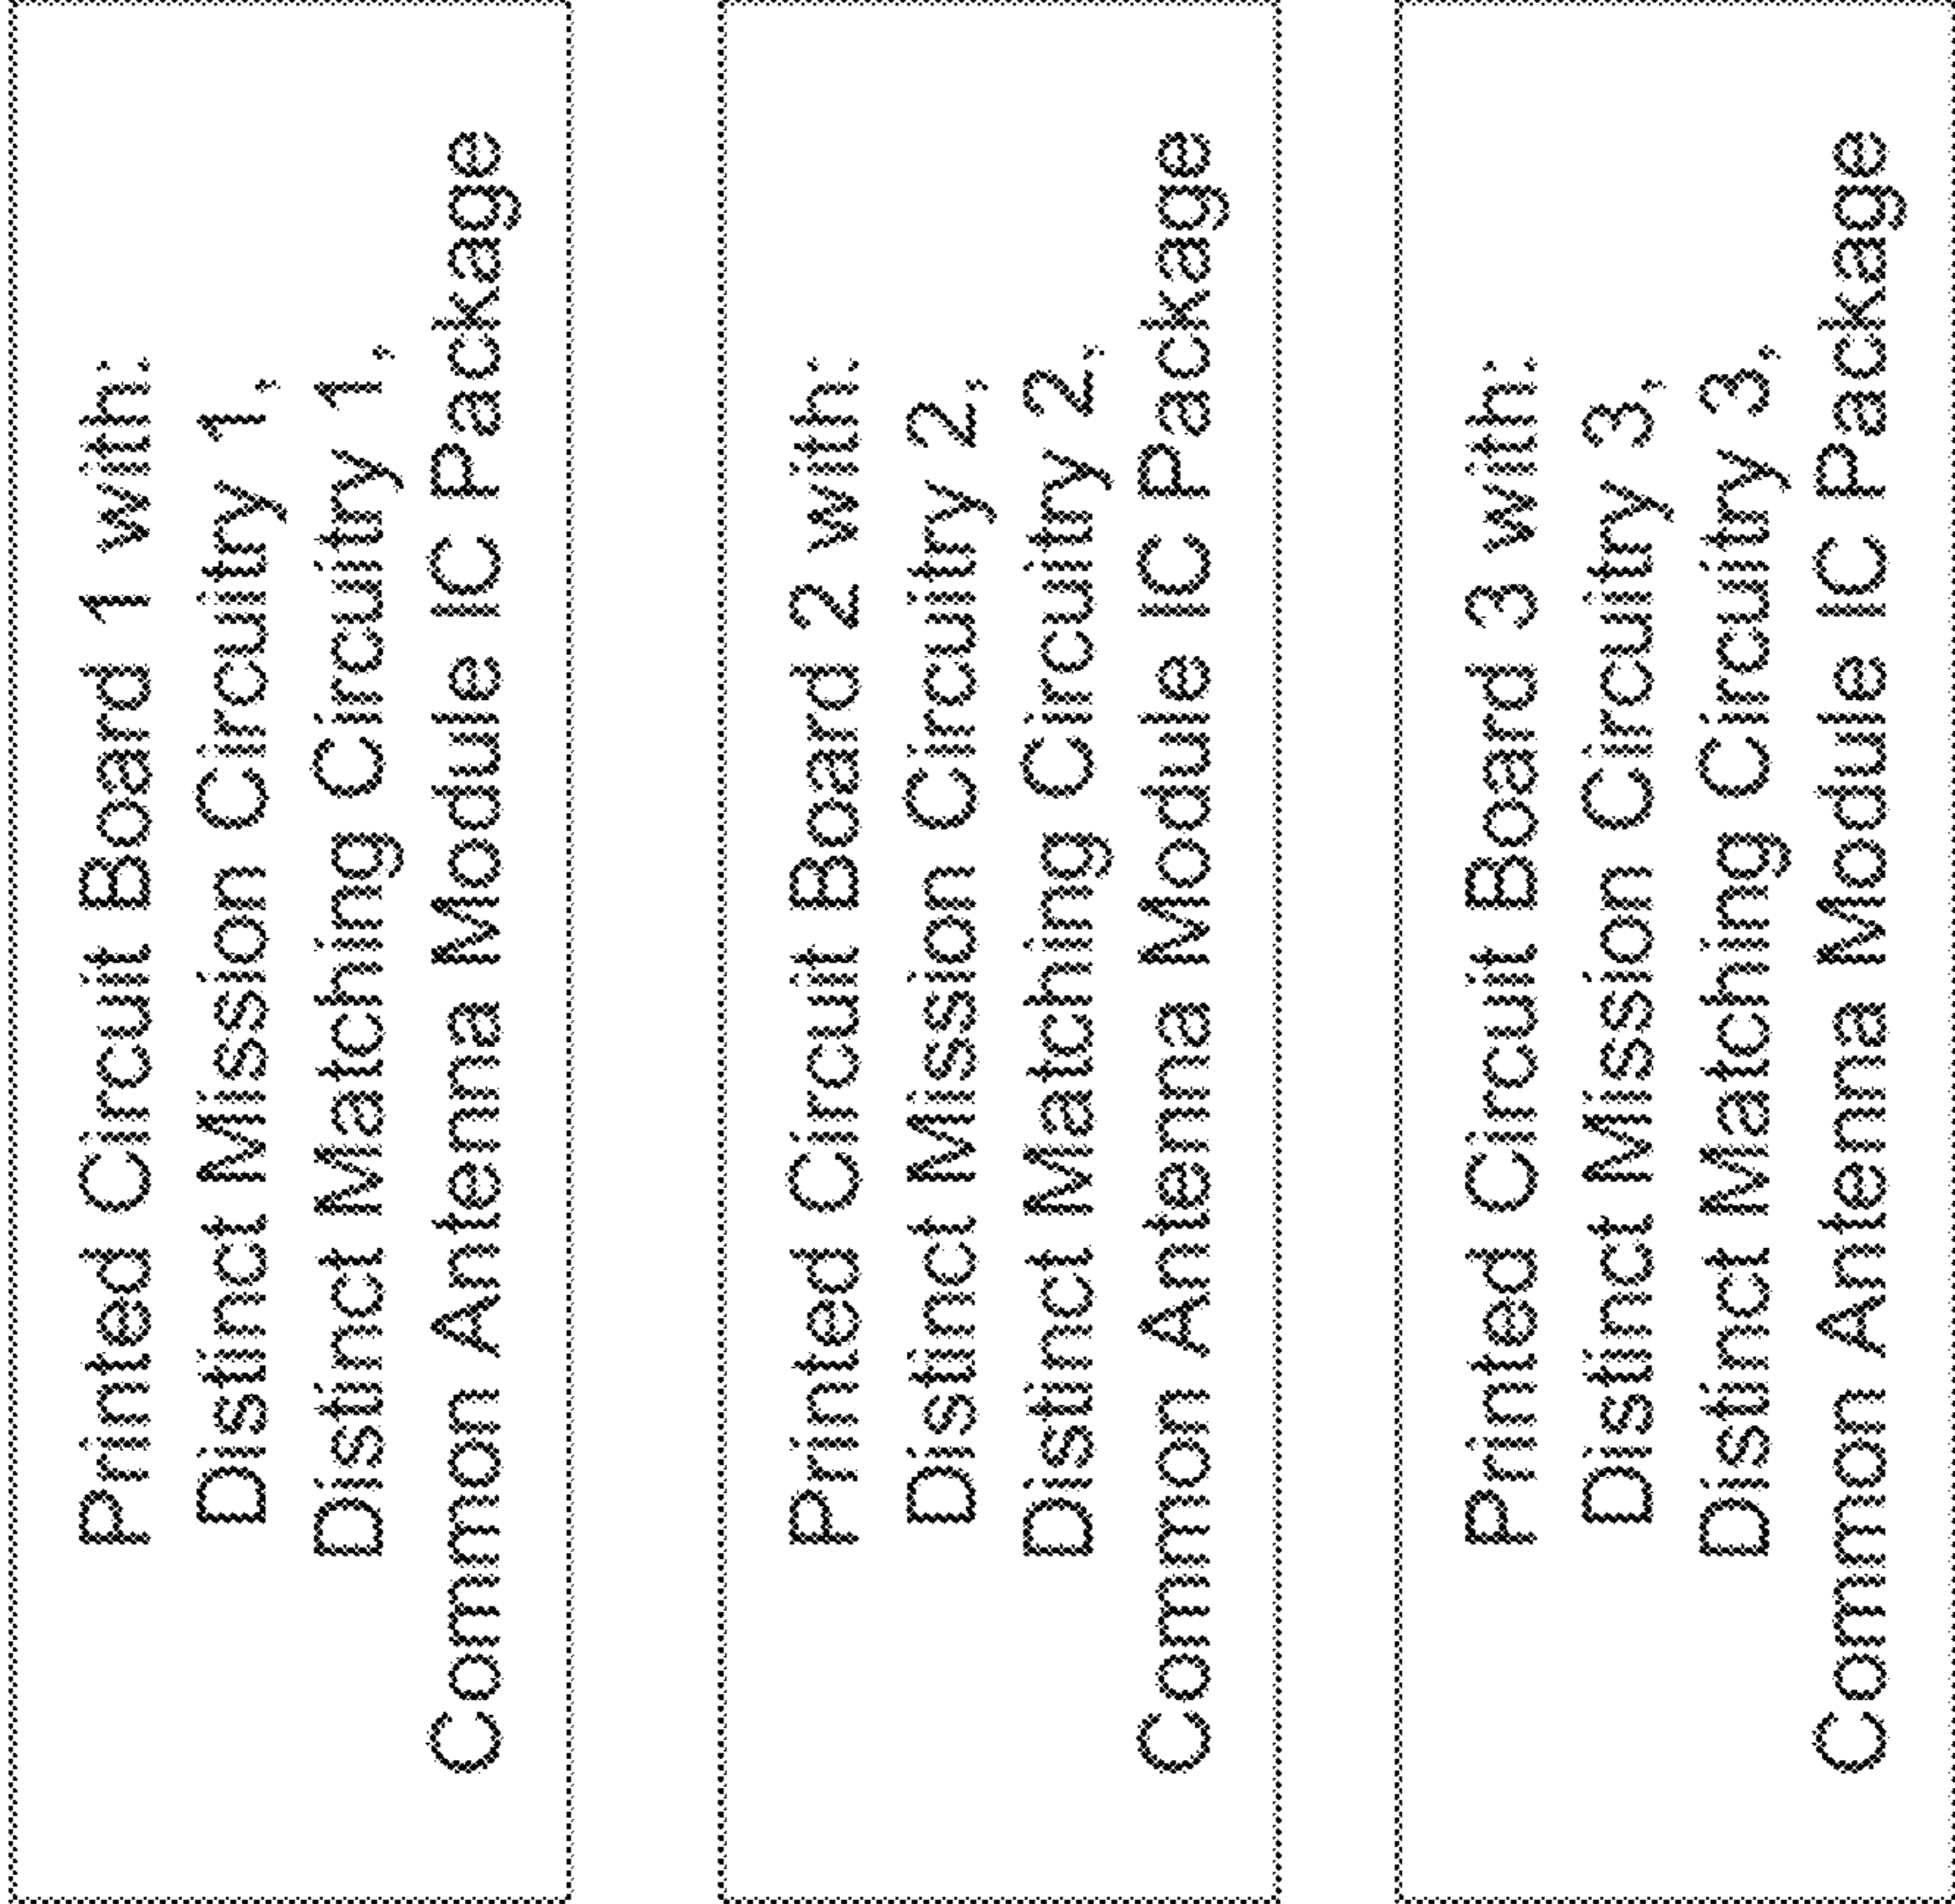 Printed Circuit Board 1 with:
Distinct Mission Circuitry 1,
Distinct Matching Circuitry 1,
Common Antenna Module IC Package
Printed Circuit Board 2 with:
Distinct Mission Circuitry 2,
Distinct Matching Circuitry 2,
Common Antenna Module IC Package
Printed Circuit Board 3 with:
Distinct Mission Circuitry 3,
Distinct Matching Circuitry 3,
Common Antenna Module IC Package